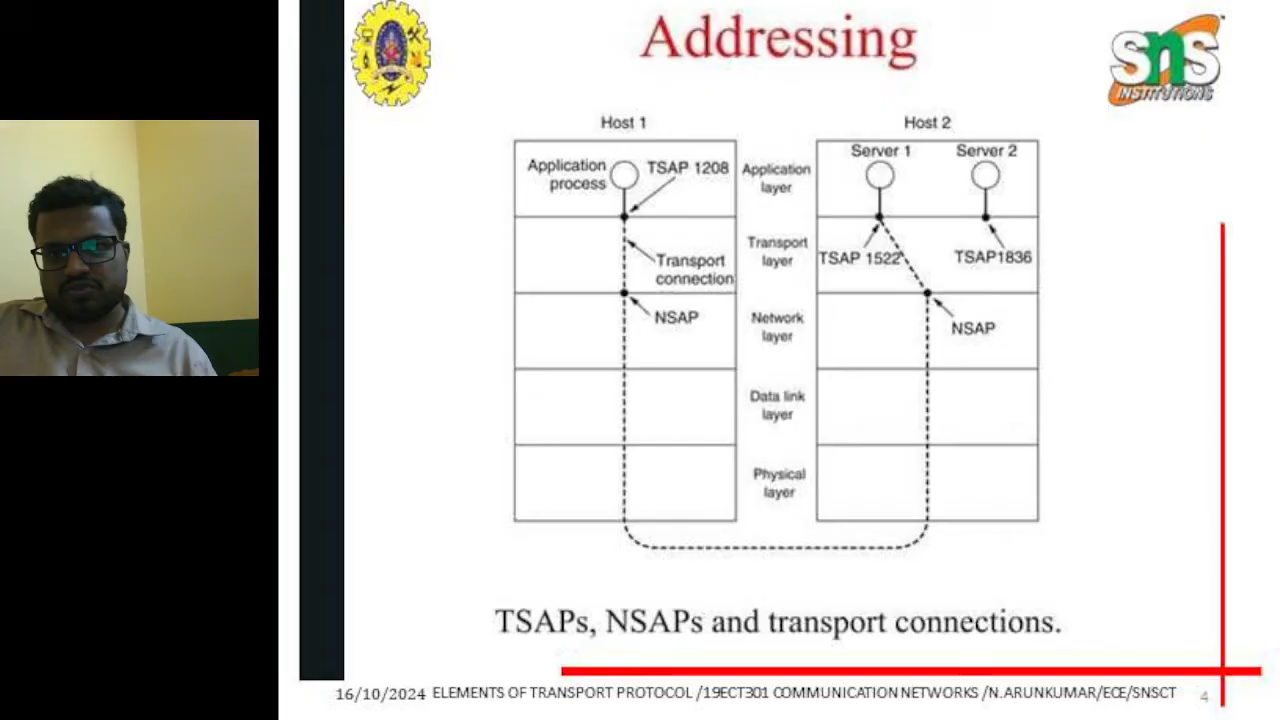 Addressing
SNS
INSTITUTIONS
Host 1
Host 2
Application
process
TSAP 1208
Application
layer
Server 1
Server 2
Transport
connection
Transport
layer
TSAP 1522
TSAP1836
NSAP
Network
layer
NSAP
Data link
layer
Physical
layer
TSAPs, NSAPs and transport connections.
16/10/2024 ELEMENTS OF TRANSPORT PROTOCOL /19ECT301 COMMUNICATION NETWORKS /N.ARUNKUMAR/ECE/SNSCT 4